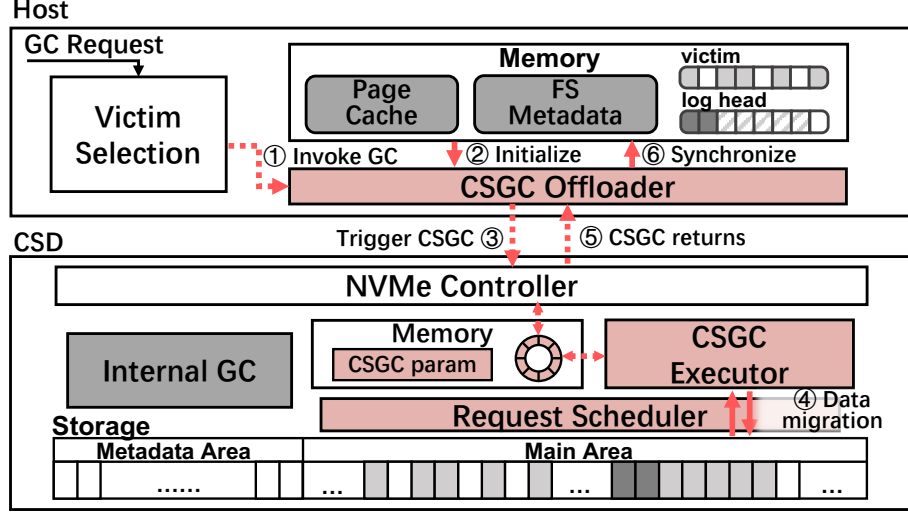 Host
GC Request
Victim
Selection
Memory
Page
Cache
FS
Metadata
victim
log head
① Invoke GC
② Initialize
⑥ Synchronize
CSGC Offloader
CSD
Trigger CSGC ③
⑤ CSGC returns
NVMe Controller
Internal GC
Memory
CSGC param
CSGC
Executor
Request Scheduler
④ Data
migration
Storage
Metadata Area
Main Area
......
...
...
...